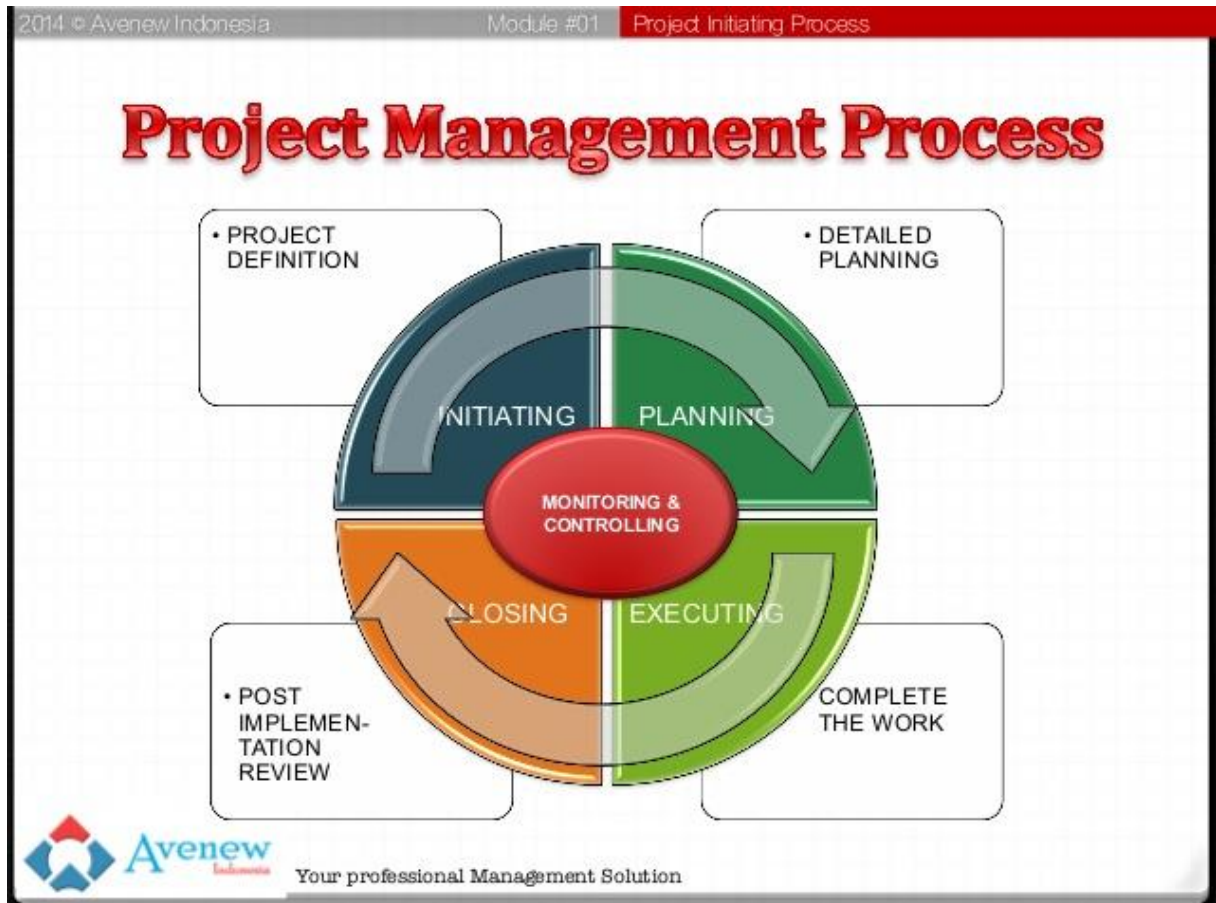 2014 © Avenew Indonesia
Module #01
Project Initiating Process
Project Management Process
• PROJECT
DEFINITION
• DETAILED
PLANNING
INITIATING
PLANNING
MONITORING &
CONTROLLING
CLOSING
EXECUTING
• POST
IMPLEMEN-
TATION
REVIEW
COMPLETE
THE WORK
Avenew
Indonesia
Your professional Management Solution